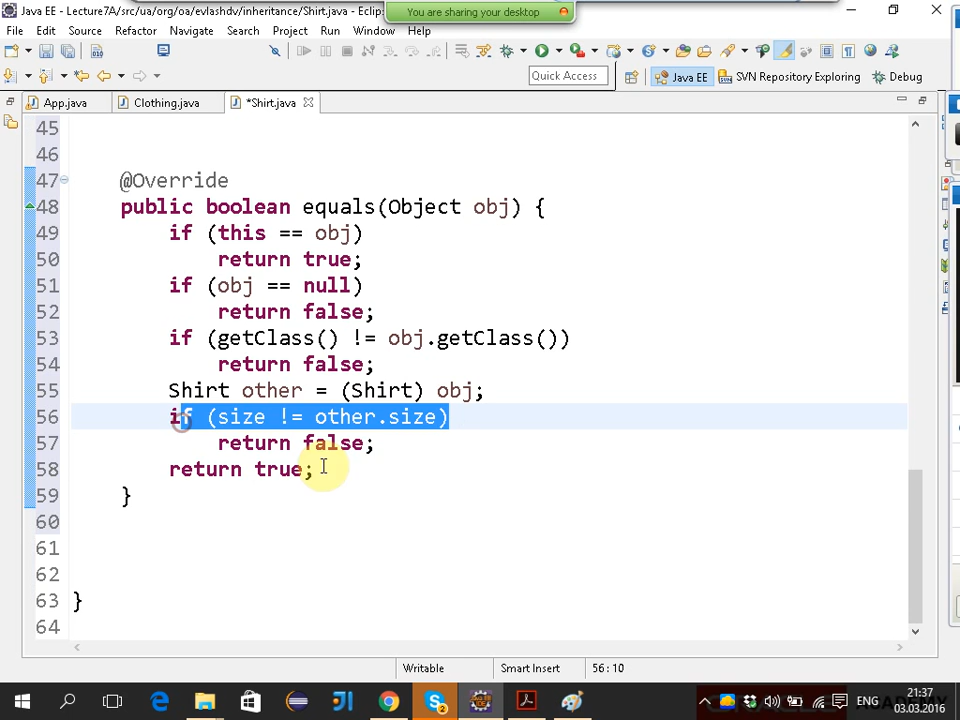 Java EE - Lecture7A/src/ua/org/oa/evlashdv/inheritance/Shirt.java - Eclip
You are sharing your desktop
File Edit Source Refactor Navigate Search Project Run Window Help
Quick Access
Java EE
SVN Repository Exploring
Debug
App.java
Clothing.java
*Shirt.java
45
46
47 @Override
48 public boolean equals(Object obj) {
49 if (this == obj)
50 return true;
51 if (obj == null)
52 return false;
53 if (getClass() != obj.getClass())
54 return false;
55 Shirt other = (Shirt) obj;
56 if (size != other.size)
57 return false;
58 return true;
59 }
60
61
62
63 }
64
Writable
Smart Insert
56 : 10
2
ENG
21:37
03.03.2016